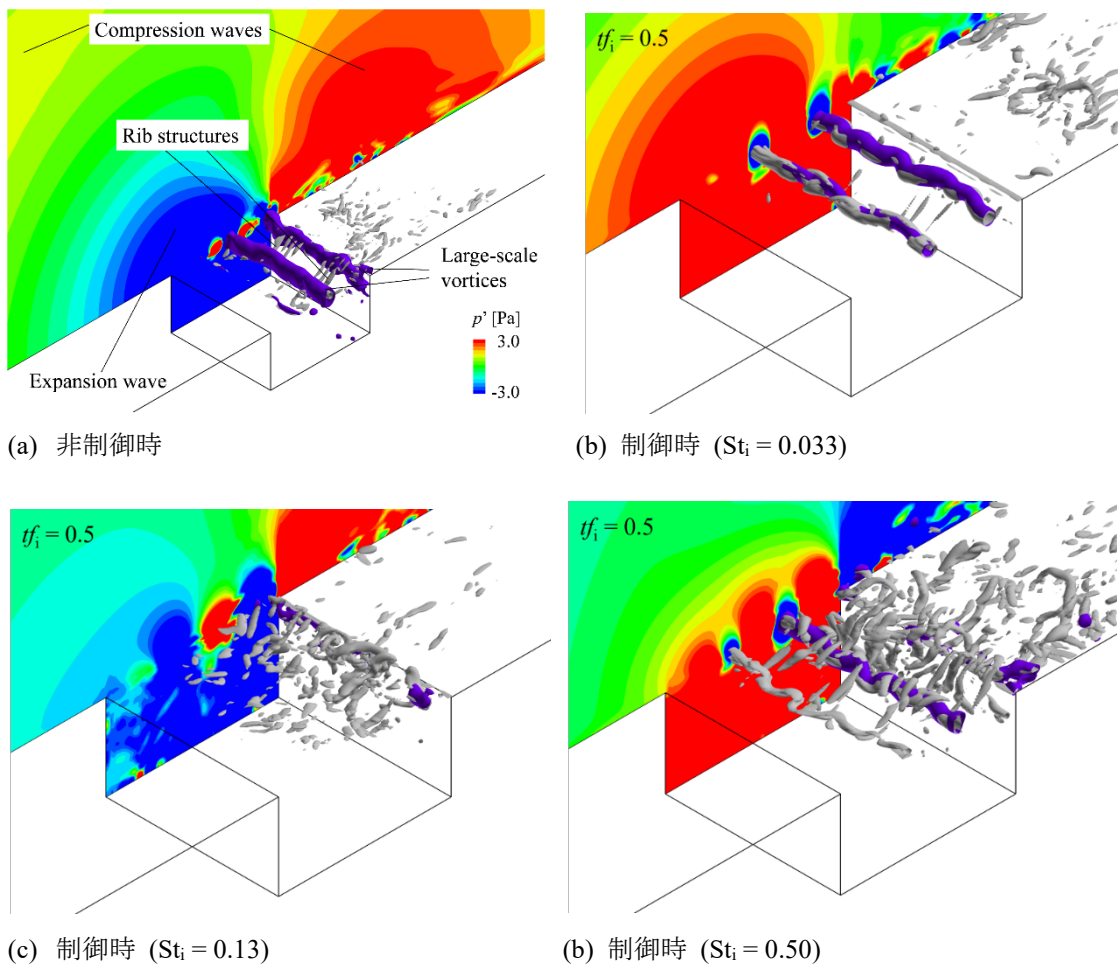 Compression waves
Rib structures
Large-scale
vortices
p' [Pa]
3.0
-3.0
Expansion wave
tfi = 0.5
(a) 非制御時
(b) 制御時 (Sti = 0.033)
tfi = 0.5
tfi = 0.5
(c) 制御時 (Sti = 0.13)
(b) 制御時 (Sti = 0.50)